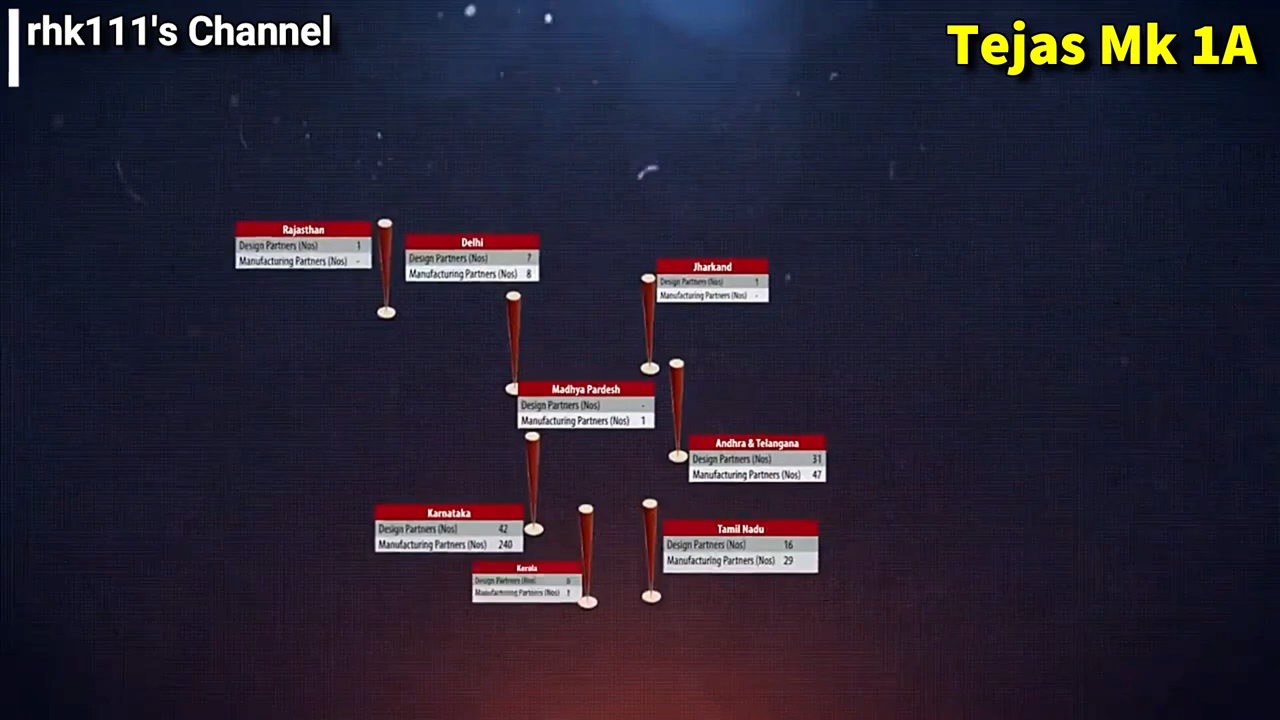 rhk111's Channel
Tejas Mk 1A
Rajasthan
Design Partners (Nos) 1
Manufacturing Partners (Nos) -
Delhi
Design Partners (Nos) 7
Manufacturing Partners (Nos) 8
Jharkand
Design Partners (Nos) 1
Manufacturing Partners (Nos) -
Madhya Pardesh
Design Partners (Nos) -
Manufacturing Partners (Nos) 1
Andhra & Telangana
Design Partners (Nos) 31
Manufacturing Partners (Nos) 47
Karnataka
Design Partners (Nos) 42
Manufacturing Partners (Nos) 240
Tamil Nadu
Design Partners (Nos) 16
Manufacturing Partners (Nos) 29
Kerala
Design Partners (Nos)
Manufacturing Partners (Nos)